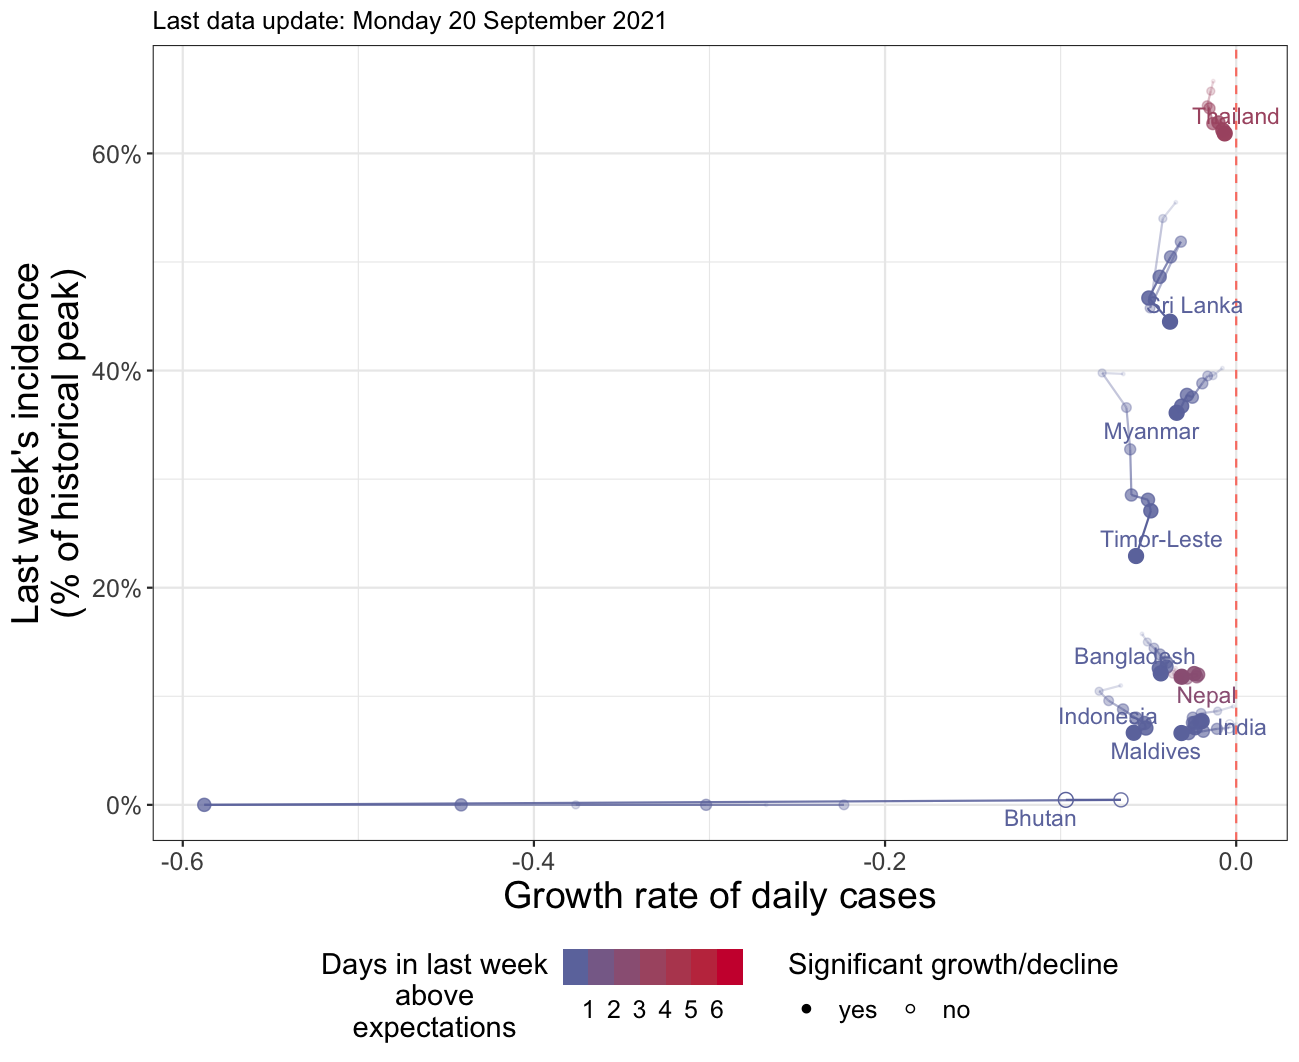 Last data update: Monday 20 September 2021
Last week's incidence
(% of historical peak)
60%
40%
20%
0%
Thailand
Sri Lanka
Myanmar
Timor-Leste
Bangladesh
Nepal
Indonesia
India
Maldives
Bhutan
-0.6
-0.4
-0.2
0.0
Growth rate of daily cases
Days in last week
above
expectations
1 2 3 4 5 6
Significant growth/decline
yes no